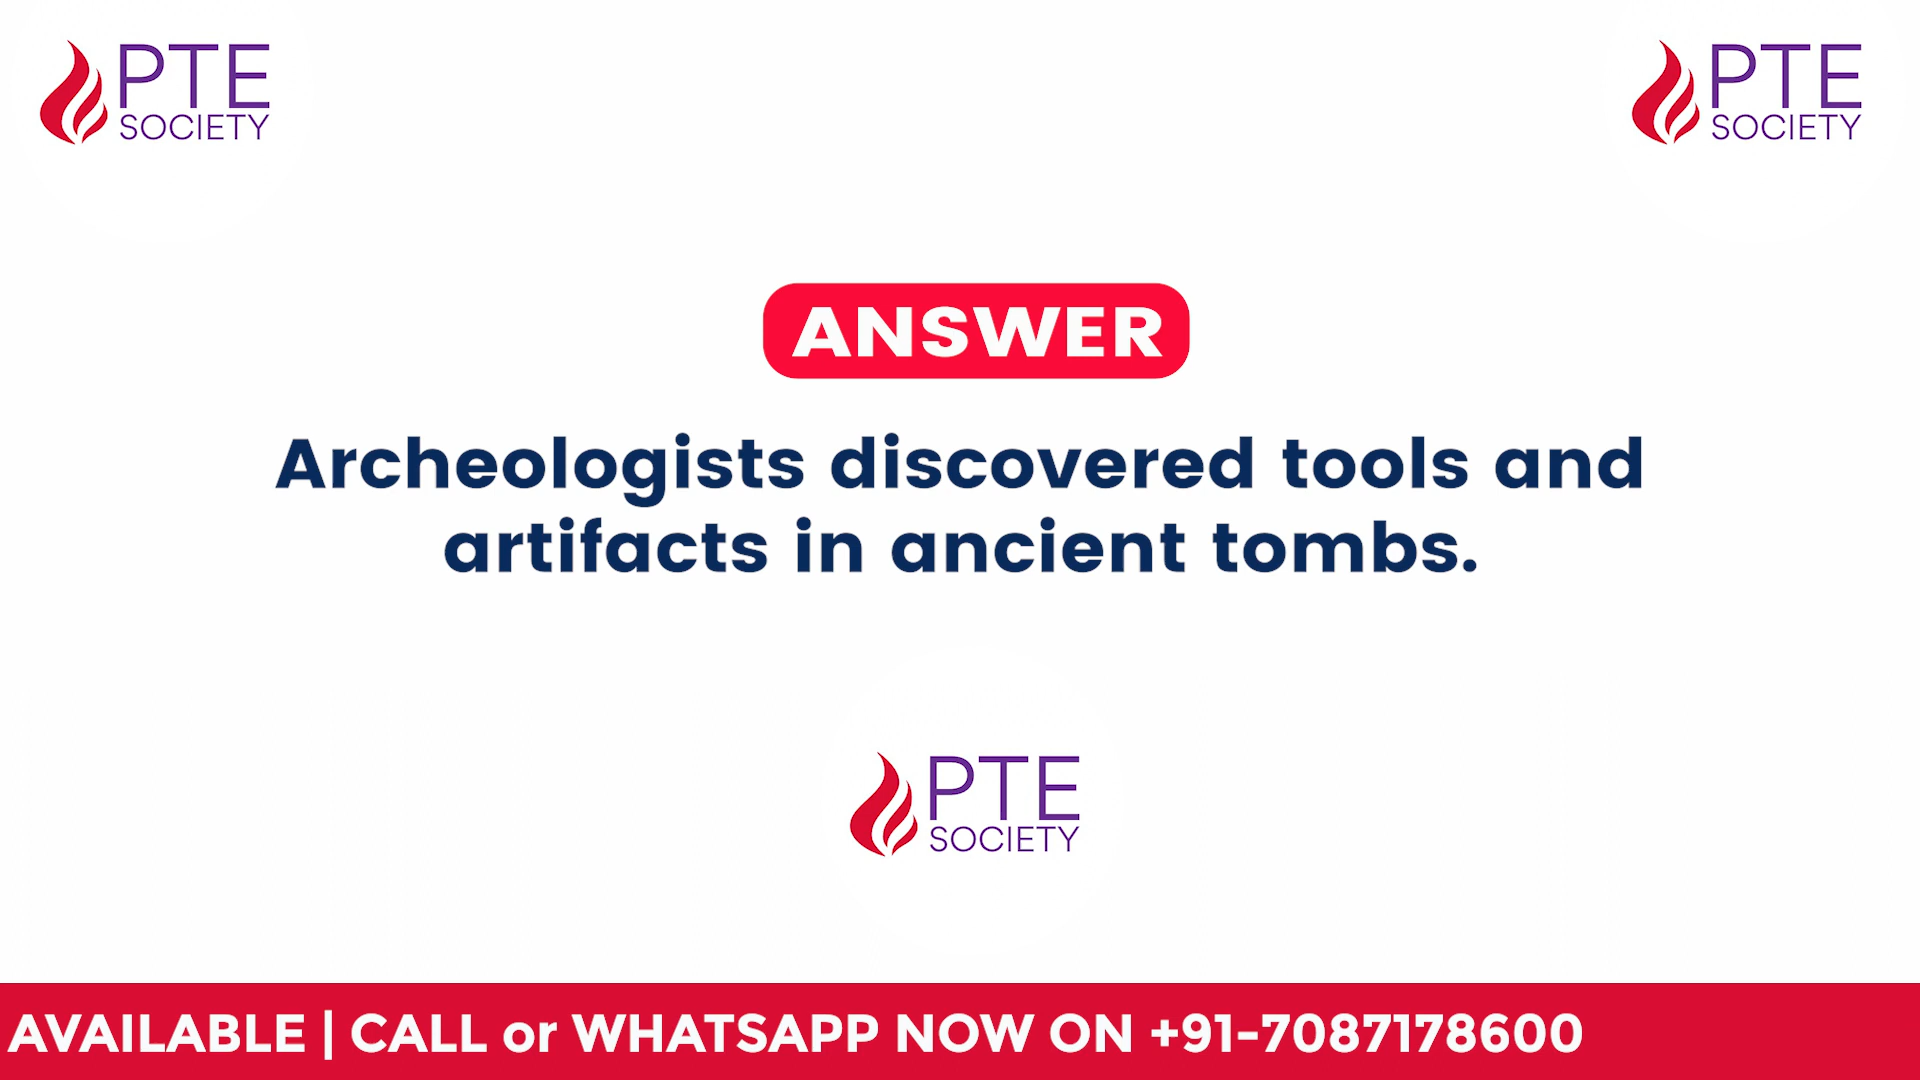 PTE
SOCIETY
PTE
SOCIETY
ANSWER
Archeologists discovered tools and
artifacts in ancient tombs.
PTE
SOCIETY
AVAILABLE | CALL or WHATSAPP NOW ON +91-7087178600